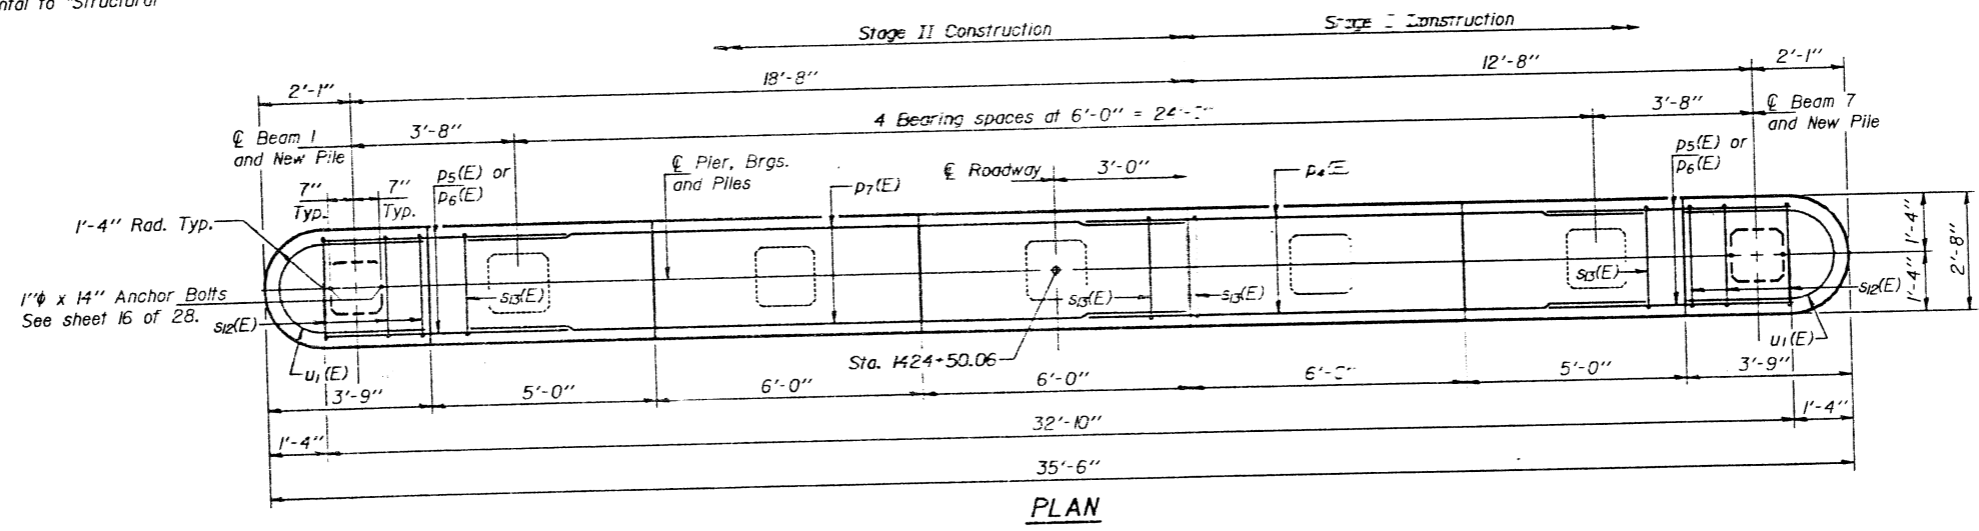 Stage II Construction
Construction
18'-8"
12'-8"
2'-1"
2'-1"
℄ Beam 1
and New Pile
3'-8"
4 Bearing spaces at 6'-0" =
3'-8"
℄ Beam 7
and New Pile
7"
Typ.
7"
Typ.
p5(E) or
p6(E)
℄ Pier, Brgs.
and Piles
p7(E)
℄ Roadway
3'-0"
p5(E) or
p6(E)
1'-4" Rad. Typ.
1'-4"
1'-4"
2'-8"
1"φ x 14" Anchor Bolts
See sheet 16 of 28.
s12(E)
s13(E)
s13(E)
s13(E)
s13(E)
s12(E)
u1(E)
u1(E)
Sta. 1424+50.06
3'-9"
5'-0"
6'-0"
6'-0"
5'-0"
3'-9"
1'-4"
32'-10"
1'-4"
35'-6"
PLAN